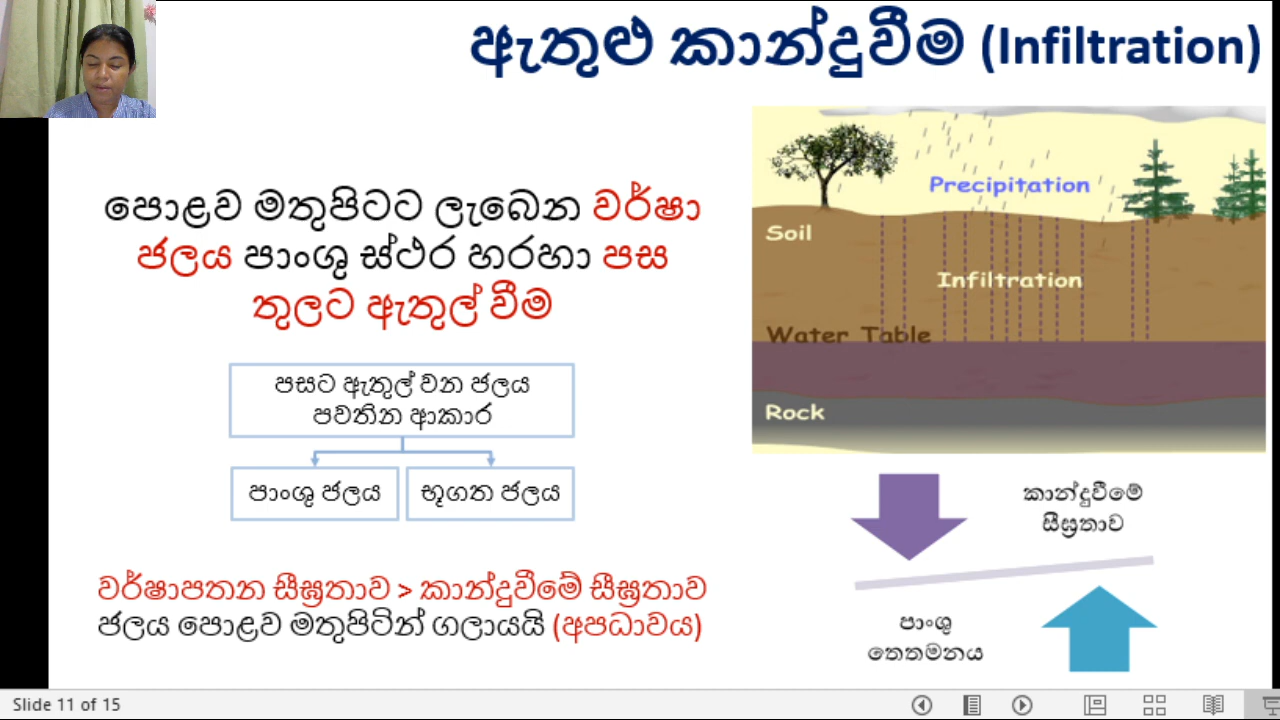 ඇතුළු කාන්දුවීම (Infiltration)
පොළව මතුපිටට ලැබෙන වර්ෂා
ජලය පාංශු ස්ථර හරහා පස
තුලට ඇතුල් වීම
පසට ඇතුල් වන ජලය
පවතින ආකාර
පාංශු ජලය
භූගත ජලය
වර්ෂාපතන සීඝ්‍රතාව > කාන්දුවීමේ සීඝ්‍රතාව
ජලය පොළව මතුපිටින් ගලායයි (අපධාවය)
Precipitation
Soil
Infiltration
Water Table
Rock
කාන්දුවීමේ
සීඝ්‍රතාව
පාංශු
තෙතමනය
Slide 11 of 15